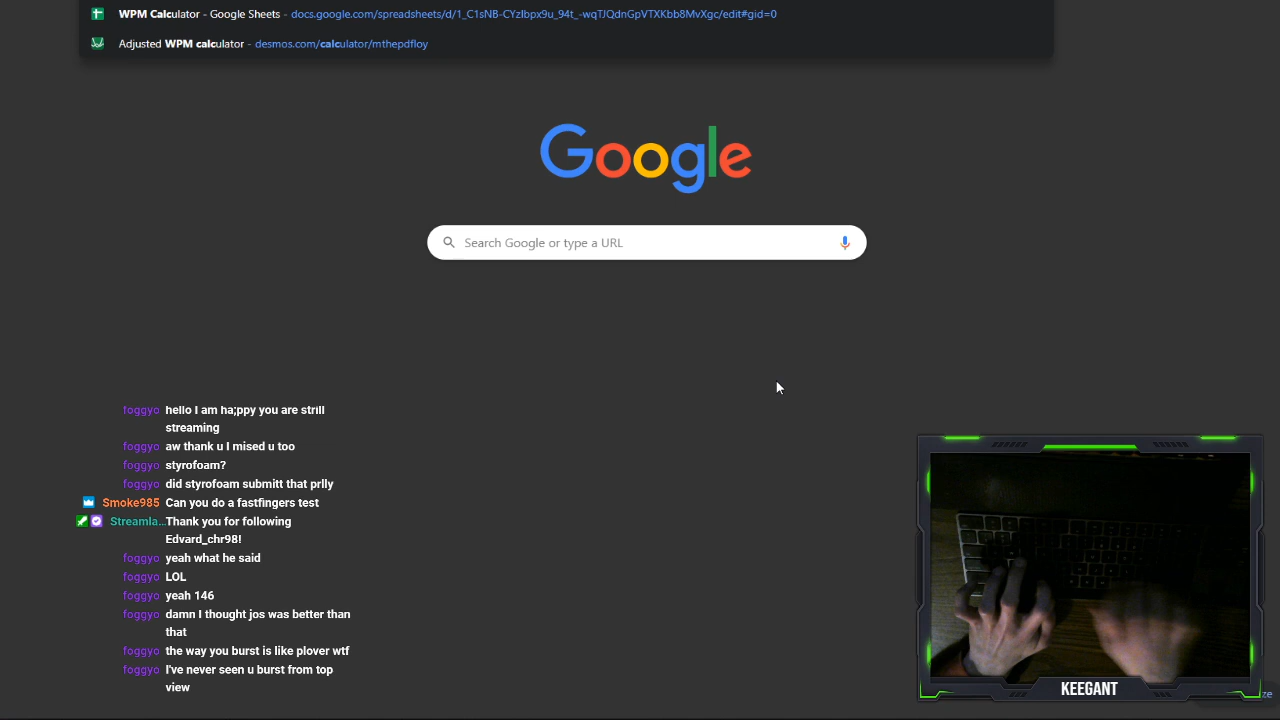 WPM Calculator - Google Sheets - docs.google.com/spreadsheets/d/1_C1sNB-CYzIbpx9u_94t_-wqTJQdnGpVTXKbb8MvXgc/edit#gid=0
Adjusted WPM calculator - desmos.com/calculator/mthepdfloy
Google
Search Google or type a URL
foggyo hello I am ha;ppy you are strill
streaming
foggyo aw thank u I mised u too
foggyo styrofoam?
foggyo did styrofoam submitt that prlly
Smoke985 Can you do a fastfingers test
Streamla...Thank you for following
Edvard_chr98!
foggyo yeah what he said
foggyo LOL
foggyo yeah 146
foggyo damn I thought jos was better than
that
foggyo the way you burst is like plover wtf
foggyo I've never seen u burst from top
view
KEEGANT